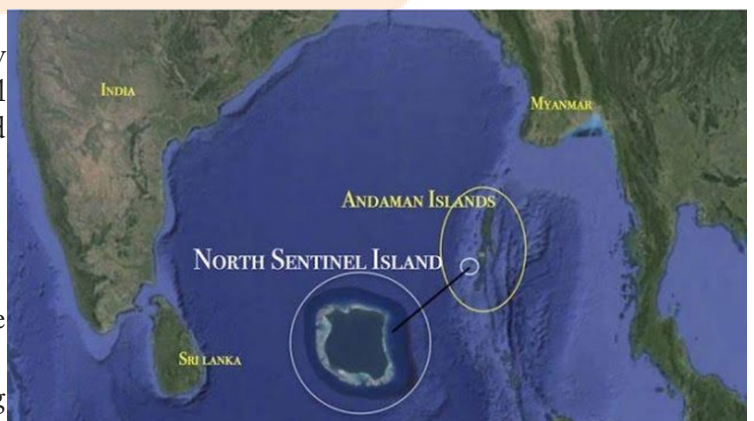 INDIA
MYANMAR
ANDAMAN ISLANDS
NORTH SENTINEL ISLAND
SRI LANKA